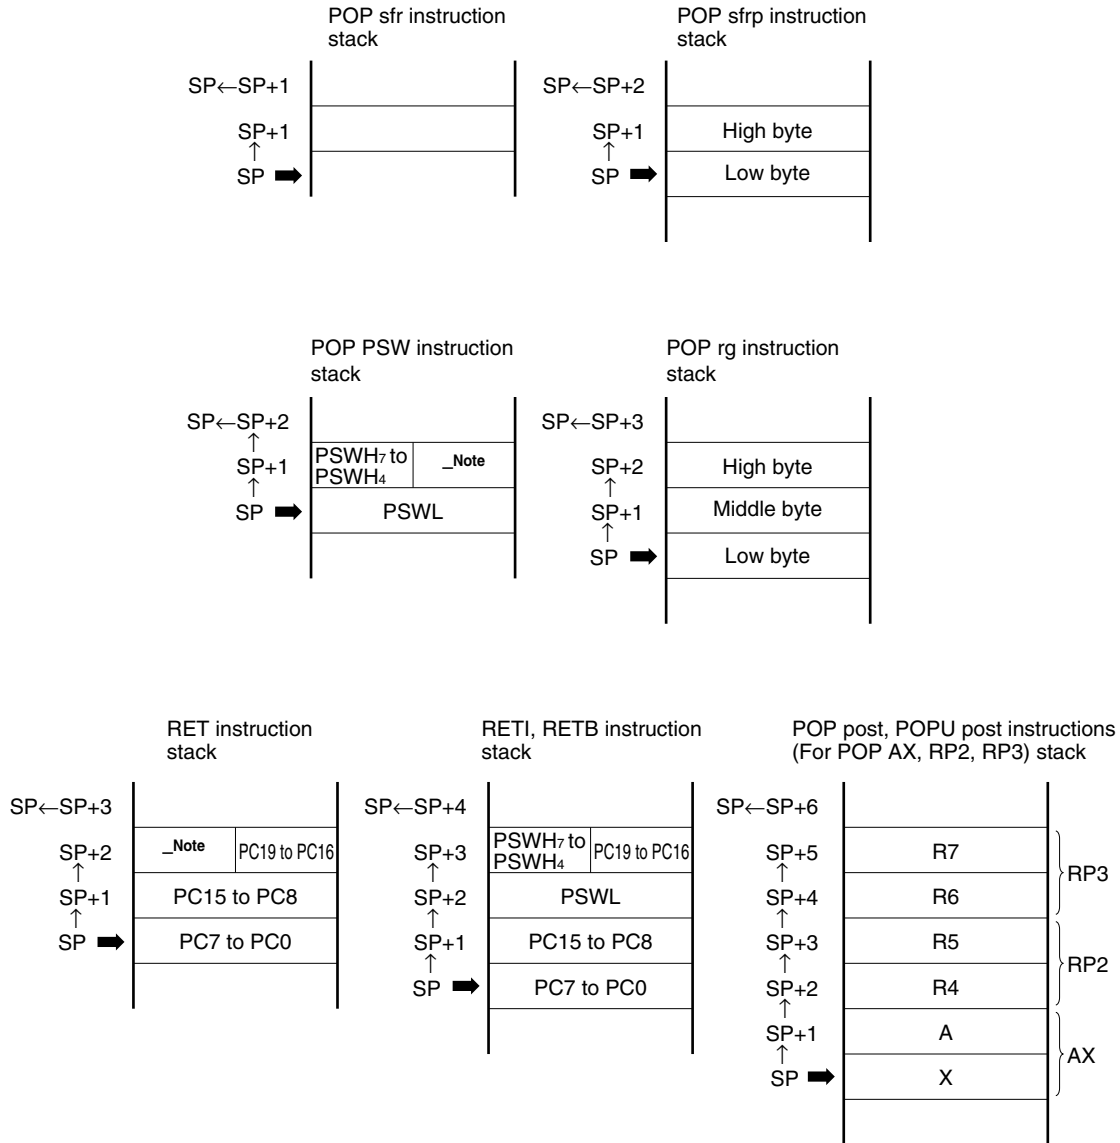 POP sfr instruction
stack
SP←SP+1
SP+1
↑
SP
POP sfrp instruction
stack
SP←SP+2
SP+1
High byte
↑
SP
Low byte
POP PSW instruction
stack
SP←SP+2
↑
SP+1
PSWH7 to
PSWH4
_Note
↑
SP
PSWL
POP rg instruction
stack
SP←SP+3
SP+2
High byte
↑
SP+1
Middle byte
↑
SP
Low byte
RET instruction
stack
SP←SP+3
SP+2
_Note
PC19 to PC16
↑
SP+1
PC15 to PC8
↑
SP
PC7 to PC0
RETI, RETB instruction
stack
SP←SP+4
SP+3
PSWH7 to
PSWH4
PC19 to PC16
↑
SP+2
PSWL
↑
SP+1
PC15 to PC8
↑
SP
PC7 to PC0
POP post, POPU post instructions
(For POP AX, RP2, RP3) stack
SP←SP+6
SP+5
R7
↑
RP3
SP+4
R6
↑
SP+3
R5
↑
RP2
SP+2
R4
↑
SP+1
A
↑
AX
SP
X